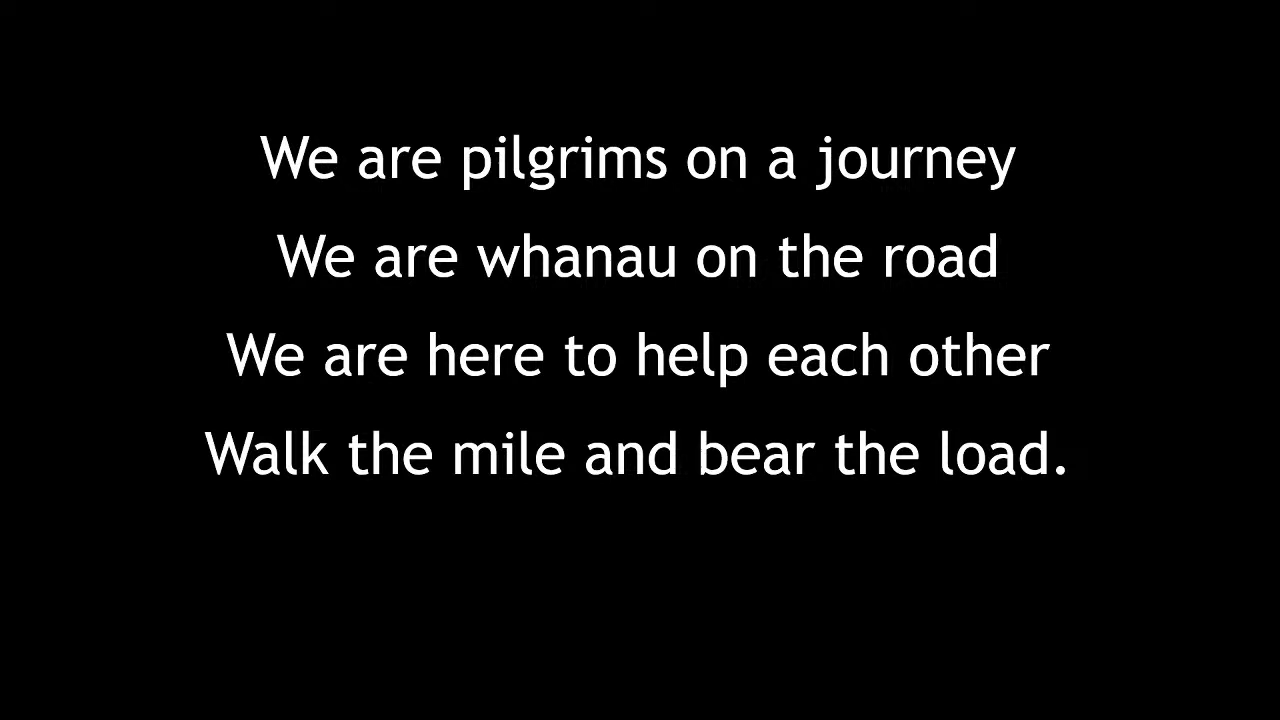 We are pilgrims on a journey
We are whanau on the road
We are here to help each other
Walk the mile and bear the load.